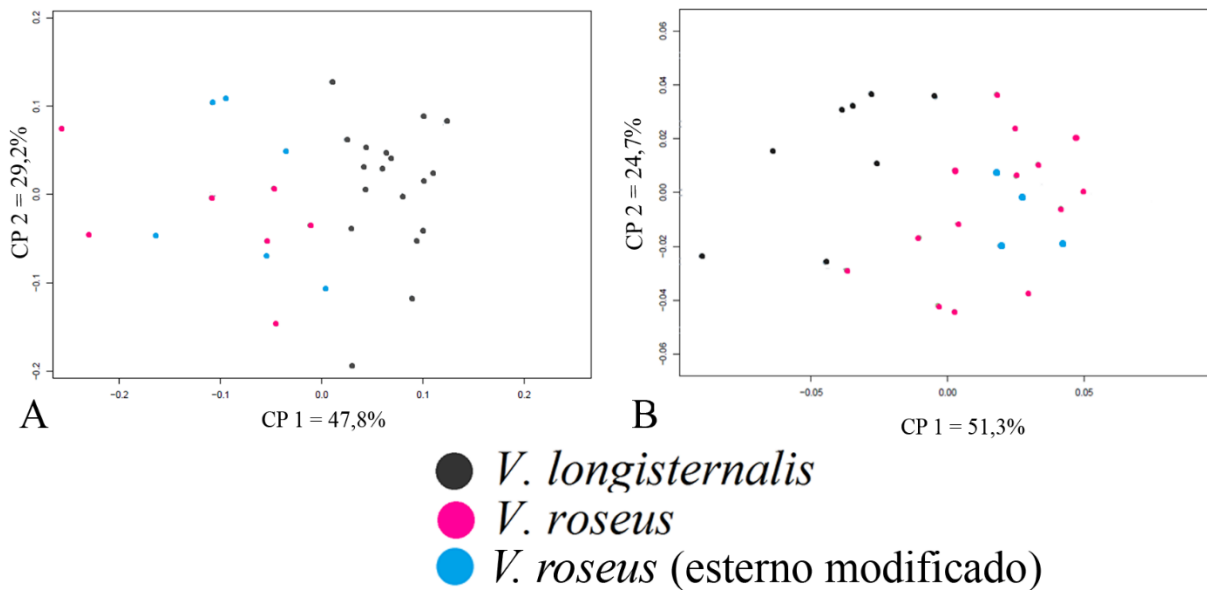 0.2
0.1
0.0
−0.1
−0.2
CP 2 = 29,2%
−0.2
−0.1
0.0
0.1
0.2
A
CP 1 = 47,8%
0.06
0.04
0.02
0.00
−0.02
−0.04
−0.06
CP 2 = 24,7%
−0.05
0.00
0.05
B
CP 1 = 51,3%
V. longisternalis
V. roseus
V. roseus (esterno modificado)